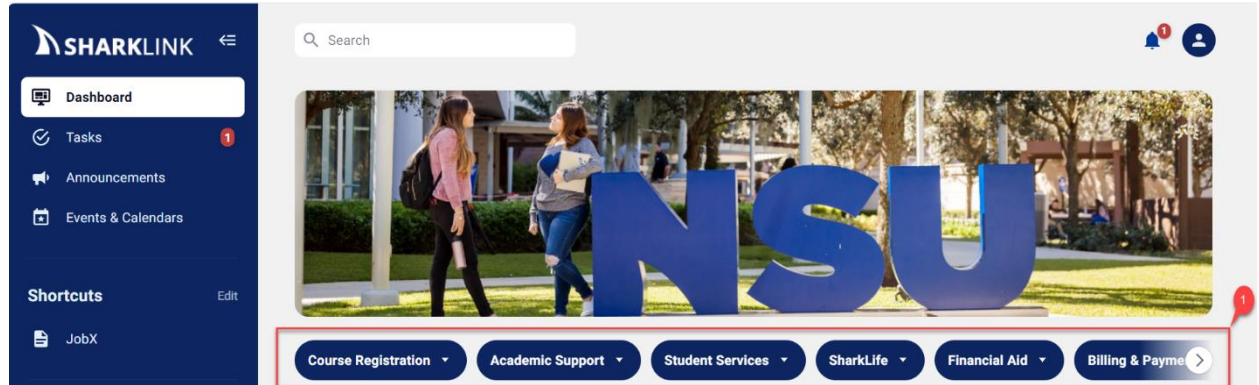 SHARKLINK
Search
1
Dashboard
Tasks 1
Announcements
Events & Calendars
NSU
Shortcuts Edit
JobX
1
Course Registration Academic Support Student Services SharkLife Financial Aid Billing & Payme